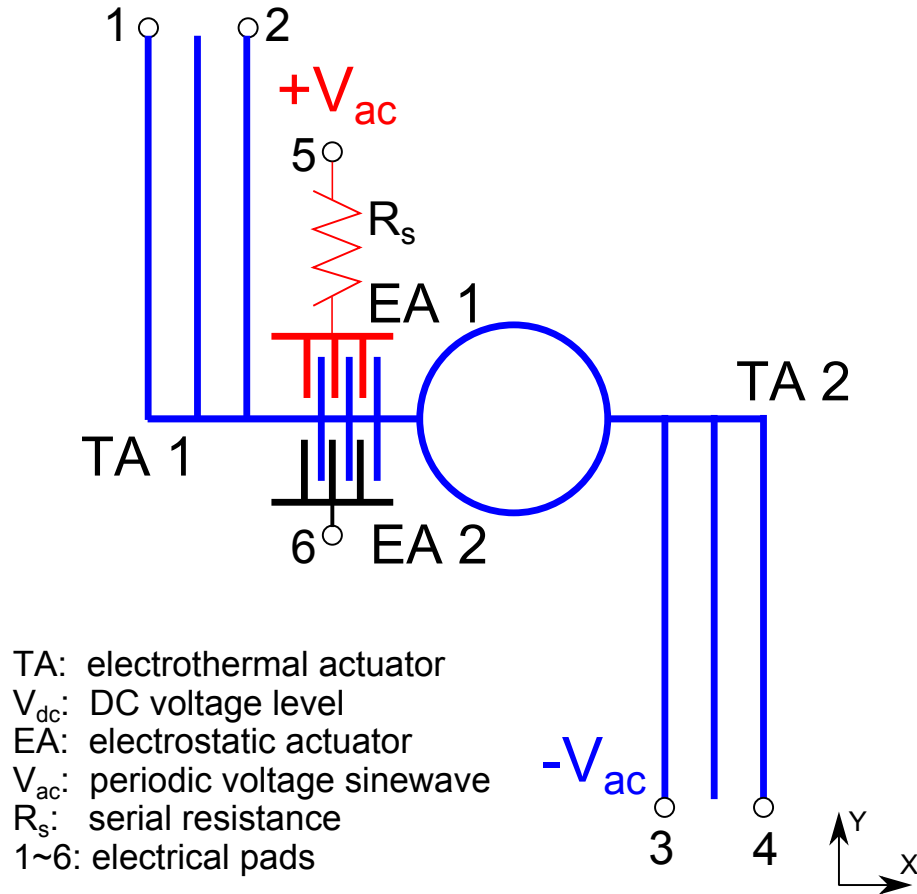 1
2
+Vac
5
Rs
EA 1
TA 2
TA 1
6
EA 2
TA: electrothermal actuator
Vdc: DC voltage level
EA: electrostatic actuator
Vac: periodic voltage sinewave
Rs: serial resistance
1~6: electrical pads
-Vac
3
4
Y
X